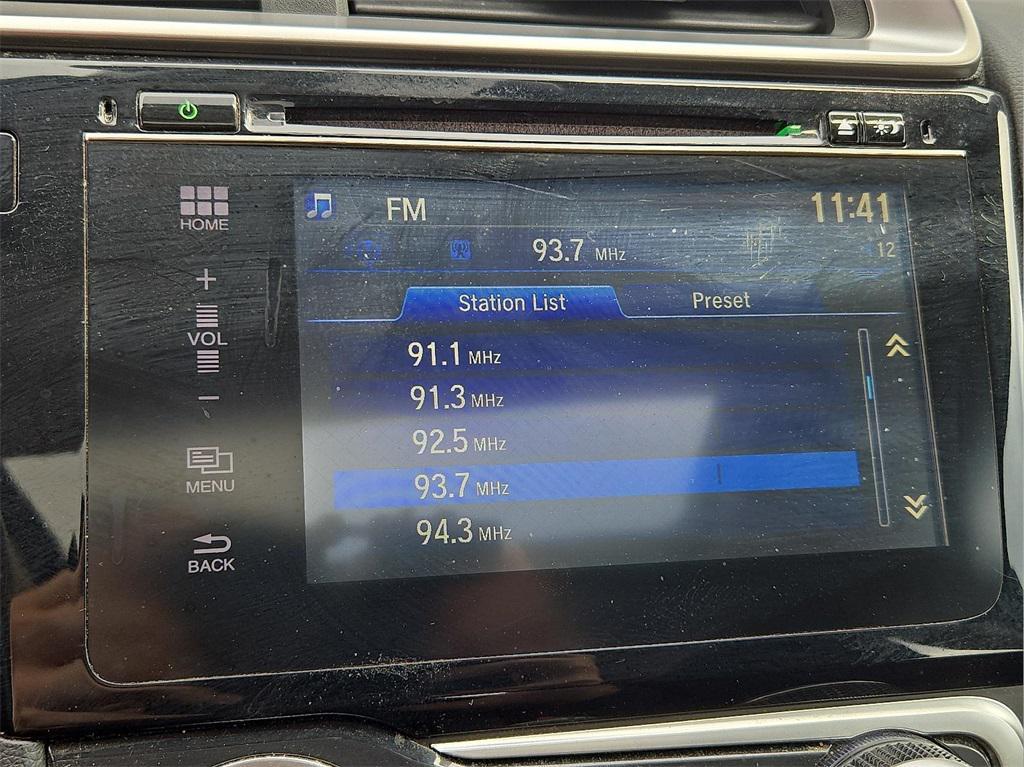 FM
11:41
93.7 MHz
12
Station List
Preset
91.1 MHz
91.3 MHz
92.5 MHz
93.7 MHz
94.3 MHz
HOME
+
VOL
−
MENU
BACK